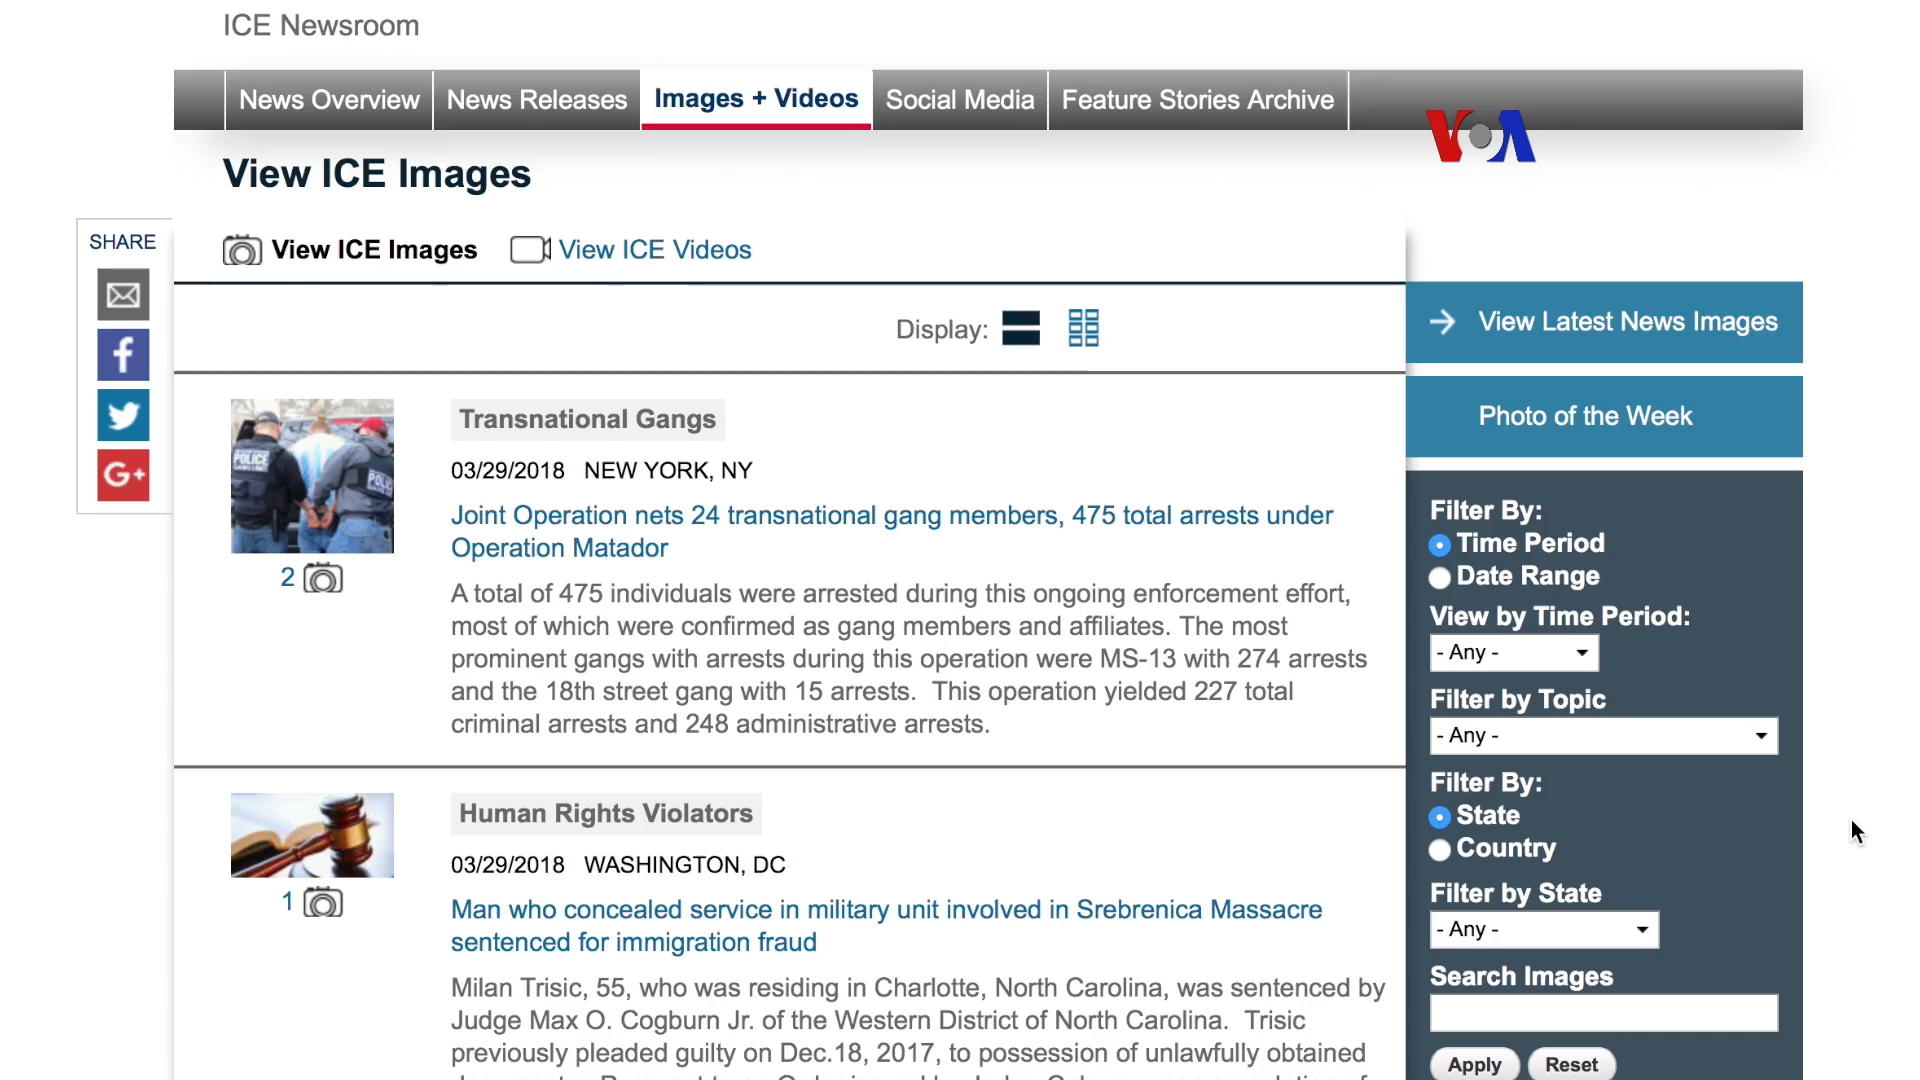 ICE Newsroom
News Overview
News Releases
Images + Videos
Social Media
Feature Stories Archive
VOA
View ICE Images
SHARE
View ICE Images
View ICE Videos
Display:
View Latest News Images
Photo of the Week
G+
POLICE
Transnational Gangs
03/29/2018 NEW YORK, NY
Joint Operation nets 24 transnational gang members, 475 total arrests under
Operation Matador
2
A total of 475 individuals were arrested during this ongoing enforcement effort,
most of which were confirmed as gang members and affiliates. The most
prominent gangs with arrests during this operation were MS-13 with 274 arrests
and the 18th street gang with 15 arrests. This operation yielded 227 total
criminal arrests and 248 administrative arrests.
Human Rights Violators
03/29/2018 WASHINGTON, DC
1
Man who concealed service in military unit involved in Srebrenica Massacre
sentenced for immigration fraud
Milan Trisic, 55, who was residing in Charlotte, North Carolina, was sentenced by
Judge Max O. Cogburn Jr. of the Western District of North Carolina. Trisic
previously pleaded guilty on Dec.18, 2017, to possession of unlawfully obtained
Filter By:
Time Period
Date Range
View by Time Period:
- Any -
Filter by Topic
- Any -
Filter By:
State
Country
Filter by State
- Any -
Search Images
Apply
Reset